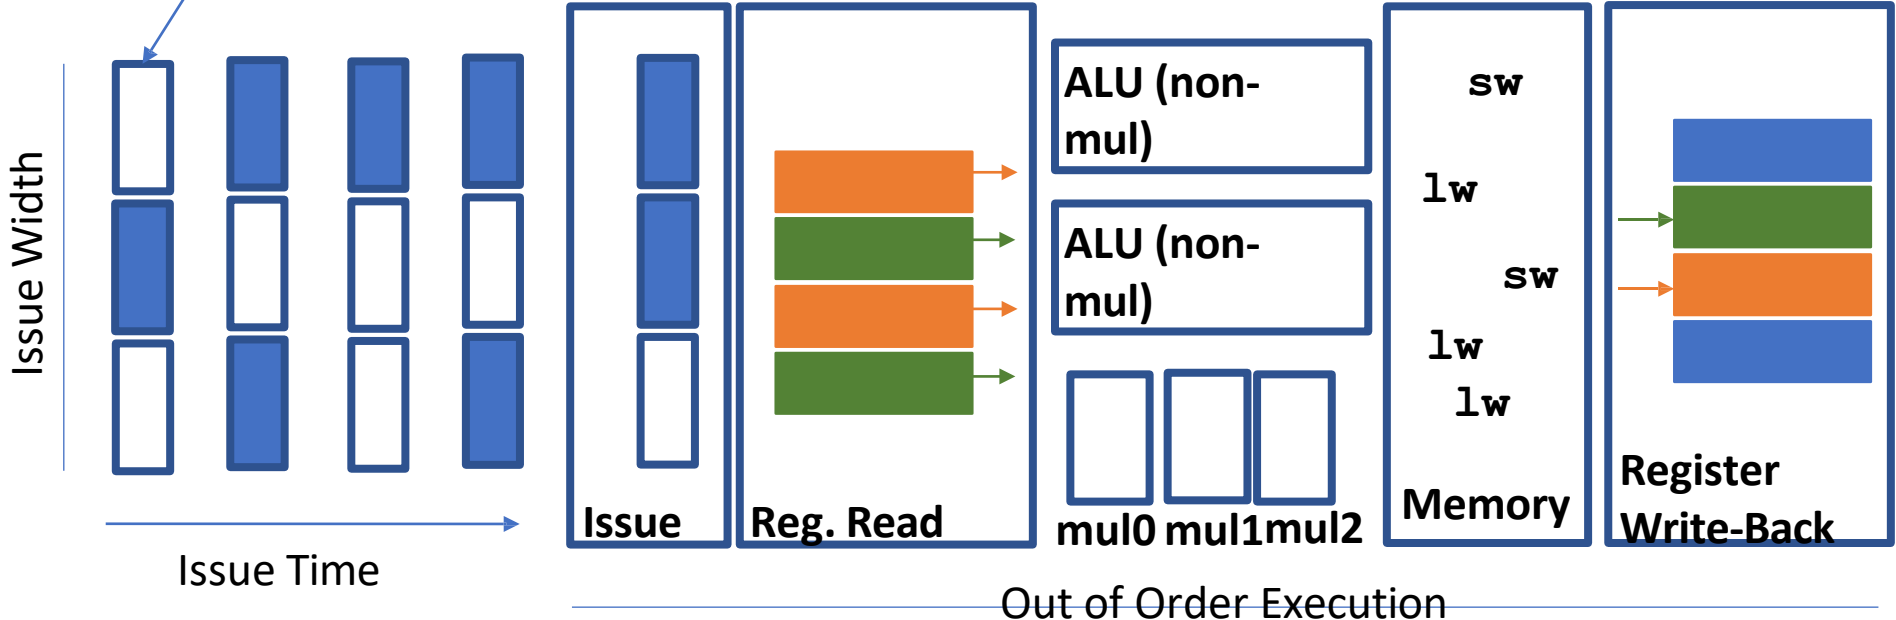 Issue Width
Issue Time
Issue
Reg. Read
ALU (non-
mul)
ALU (non-
mul)
mul0 mul1 mul2
sw
lw
sw
lw
lw
Memory
Register
Write-Back
Out of Order Execution